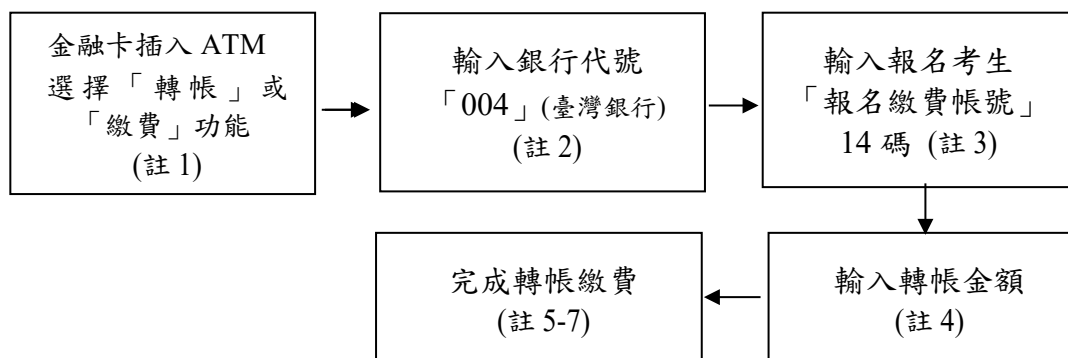 金融卡插入 ATM
選擇「轉帳」或
「繳費」功能
(註 1)
輸入銀行代號
「004」(臺灣銀行)
(註 2)
輸入報名考生
「報名繳費帳號」
14 碼 (註 3)
輸入轉帳金額
(註 4)
完成轉帳繳費
(註 5-7)